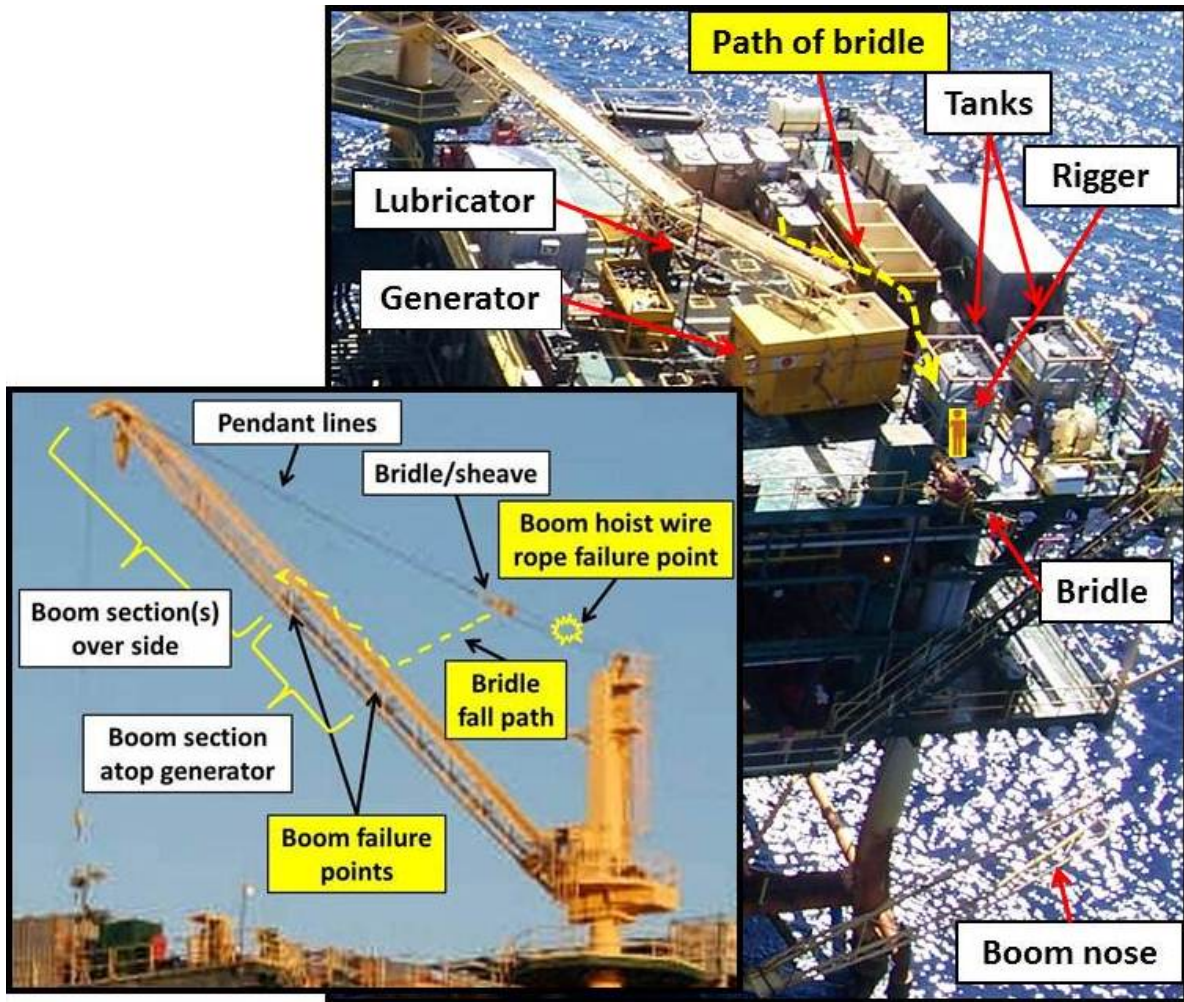 Path of bridle
Tanks
Rigger
Lubricator
Generator
Bridle
Boom nose
Pendant lines
Bridle/sheave
Boom hoist wire
rope failure point
Boom section(s)
over side
Bridle
fall path
Boom section
atop generator
Boom failure
points